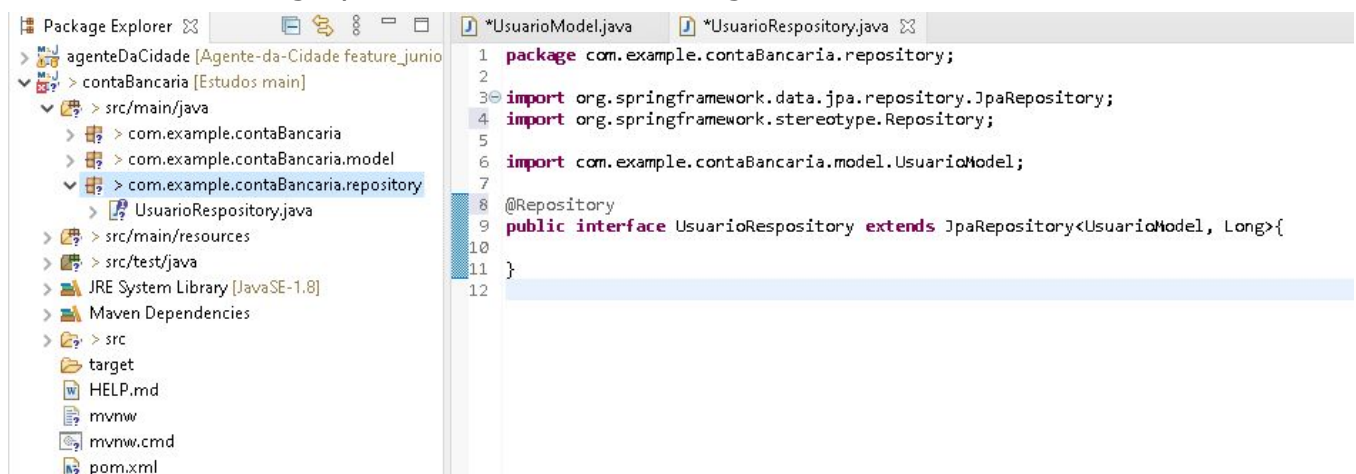 Package Explorer
agenteDaCidade [Agente-da-Cidade feature_junio
> contaBancaria [Estudos main]
> src/main/java
> com.example.contaBancaria
> com.example.contaBancaria.model
> com.example.contaBancaria.repository
UsuarioRespository.java
> src/main/resources
> src/test/java
JRE System Library [JavaSE-1.8]
Maven Dependencies
> src
target
HELP.md
mvnw
mvnw.cmd
pom.xml
*UsuarioModel.java *UsuarioRespository.java
1 package com.example.contaBancaria.repository;
2
3 import org.springframework.data.jpa.repository.JpaRepository;
4 import org.springframework.stereotype.Repository;
5
6 import com.example.contaBancaria.model.UsuarioModel;
7
8 @Repository
9 public interface UsuarioRespository extends JpaRepository<UsuarioModel, Long>{
10
11 }
12